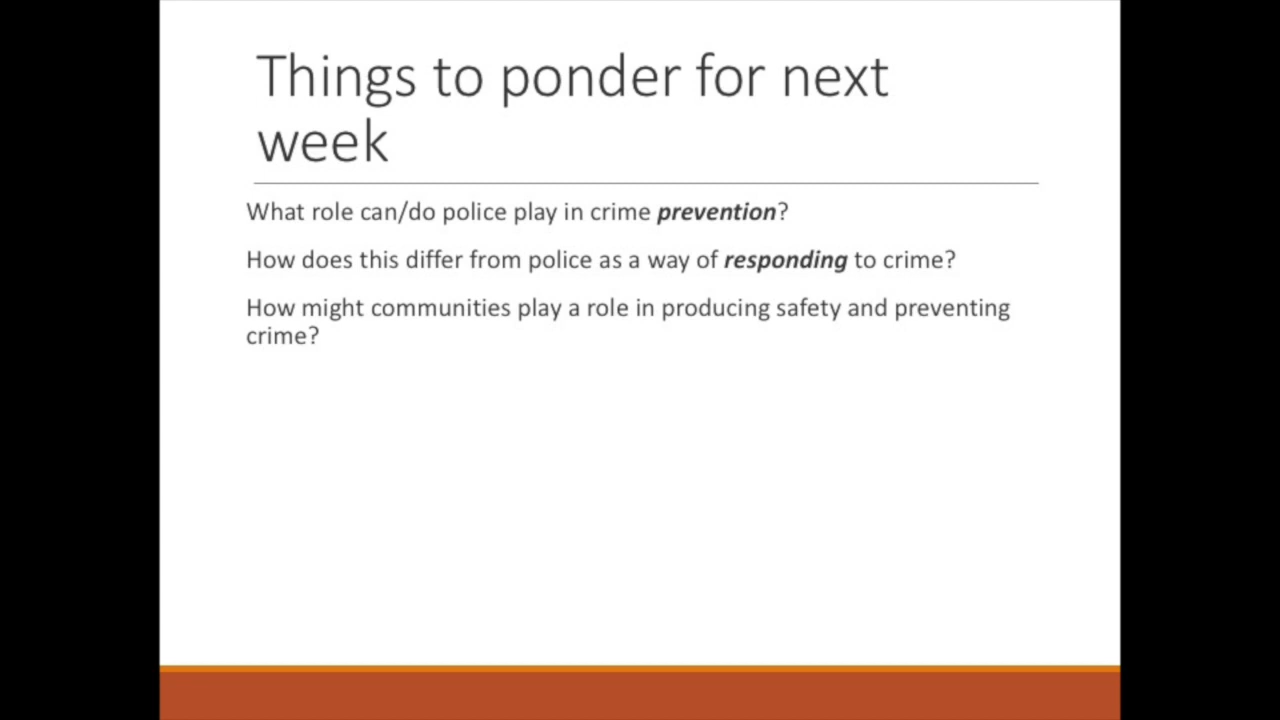 Things to ponder for next
week
What role can/do police play in crime prevention?
How does this differ from police as a way of responding to crime?
How might communities play a role in producing safety and preventing
crime?